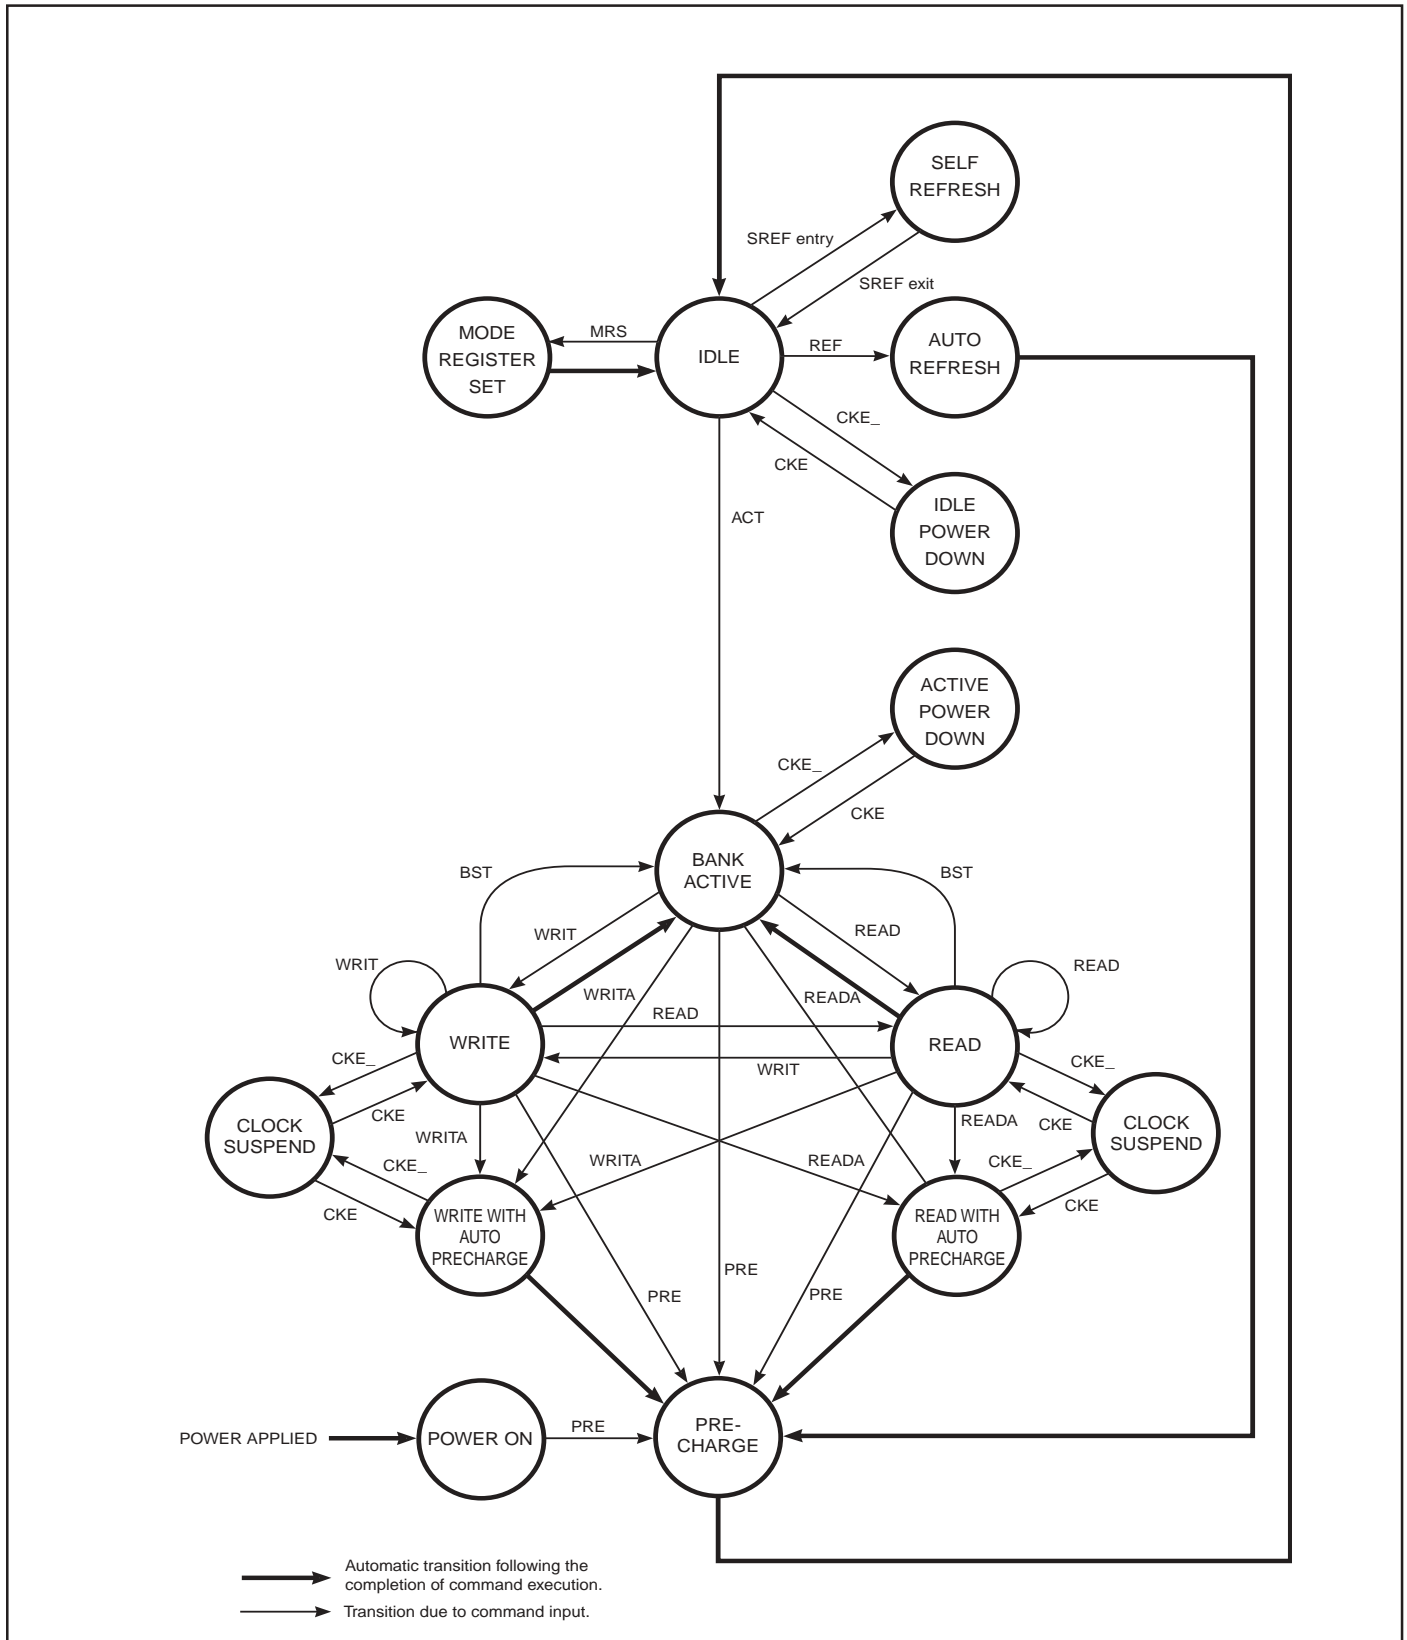 SELF
REFRESH
SREF entry
SREF exit
MODE
REGISTER
SET
MRS
IDLE
REF
AUTO
REFRESH
CKE_
CKE
IDLE
POWER
DOWN
ACT
ACTIVE
POWER
DOWN
CKE_
CKE
BANK
ACTIVE
BST
BST
WRIT
READ
WRIT
READ
WRITA
READA
READ
WRITE
READ
WRIT
CKE_
CKE_
CKE
CKE
CLOCK
SUSPEND
CLOCK
SUSPEND
WRITA
READA
CKE_
WRITA
READA
CKE_
CKE
CKE
WRITE WITH
AUTO
PRECHARGE
READ WITH
AUTO
PRECHARGE
PRE
PRE
PRE
POWER APPLIED
POWER ON
PRE
PRE-
CHARGE
Automatic transition following the
completion of command execution.
Transition due to command input.